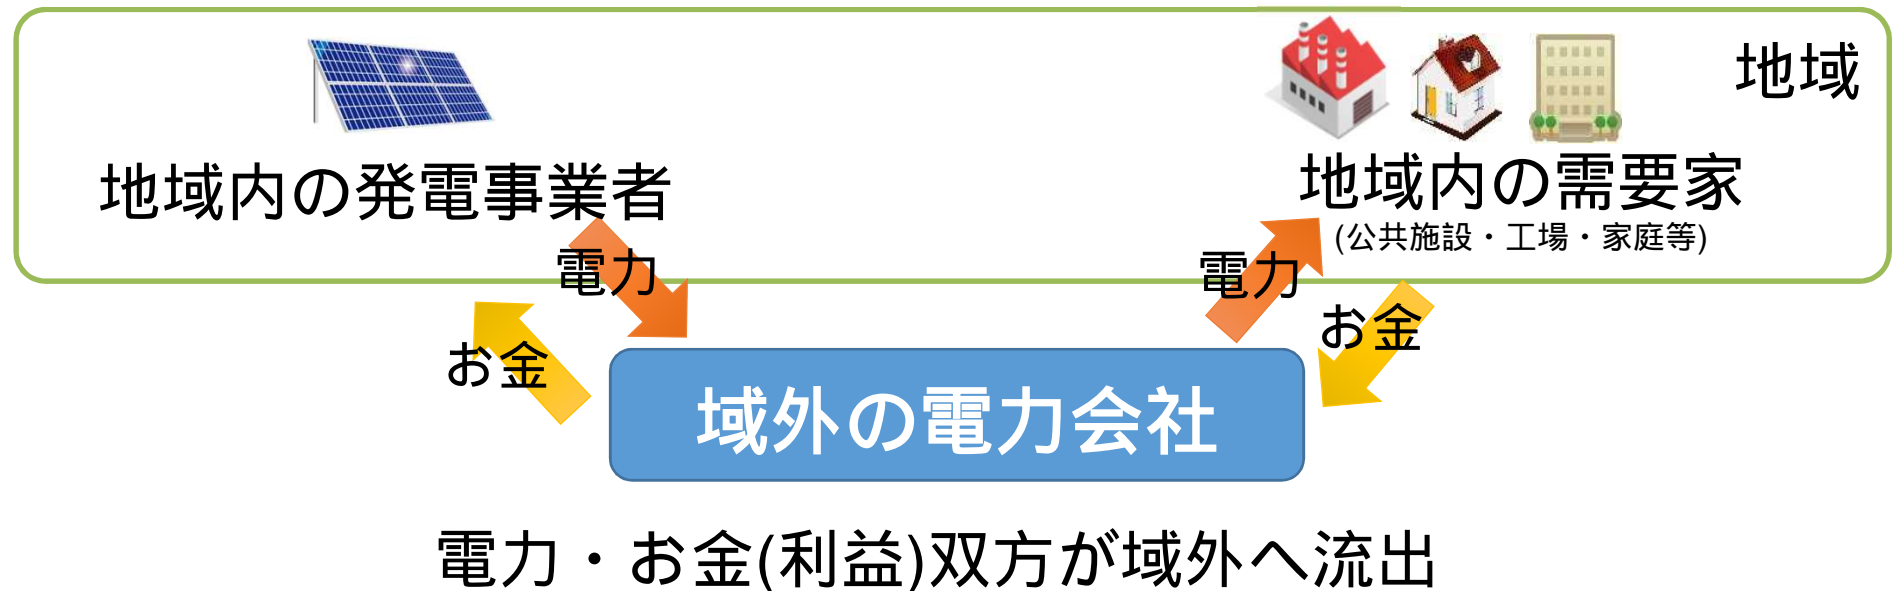 地域
地域内の発電事業者
地域内の需要家
(公共施設・工場・家庭等)
電力
電力
お金
お金
域外の電力会社
電力・お金(利益)双方が域外へ流出